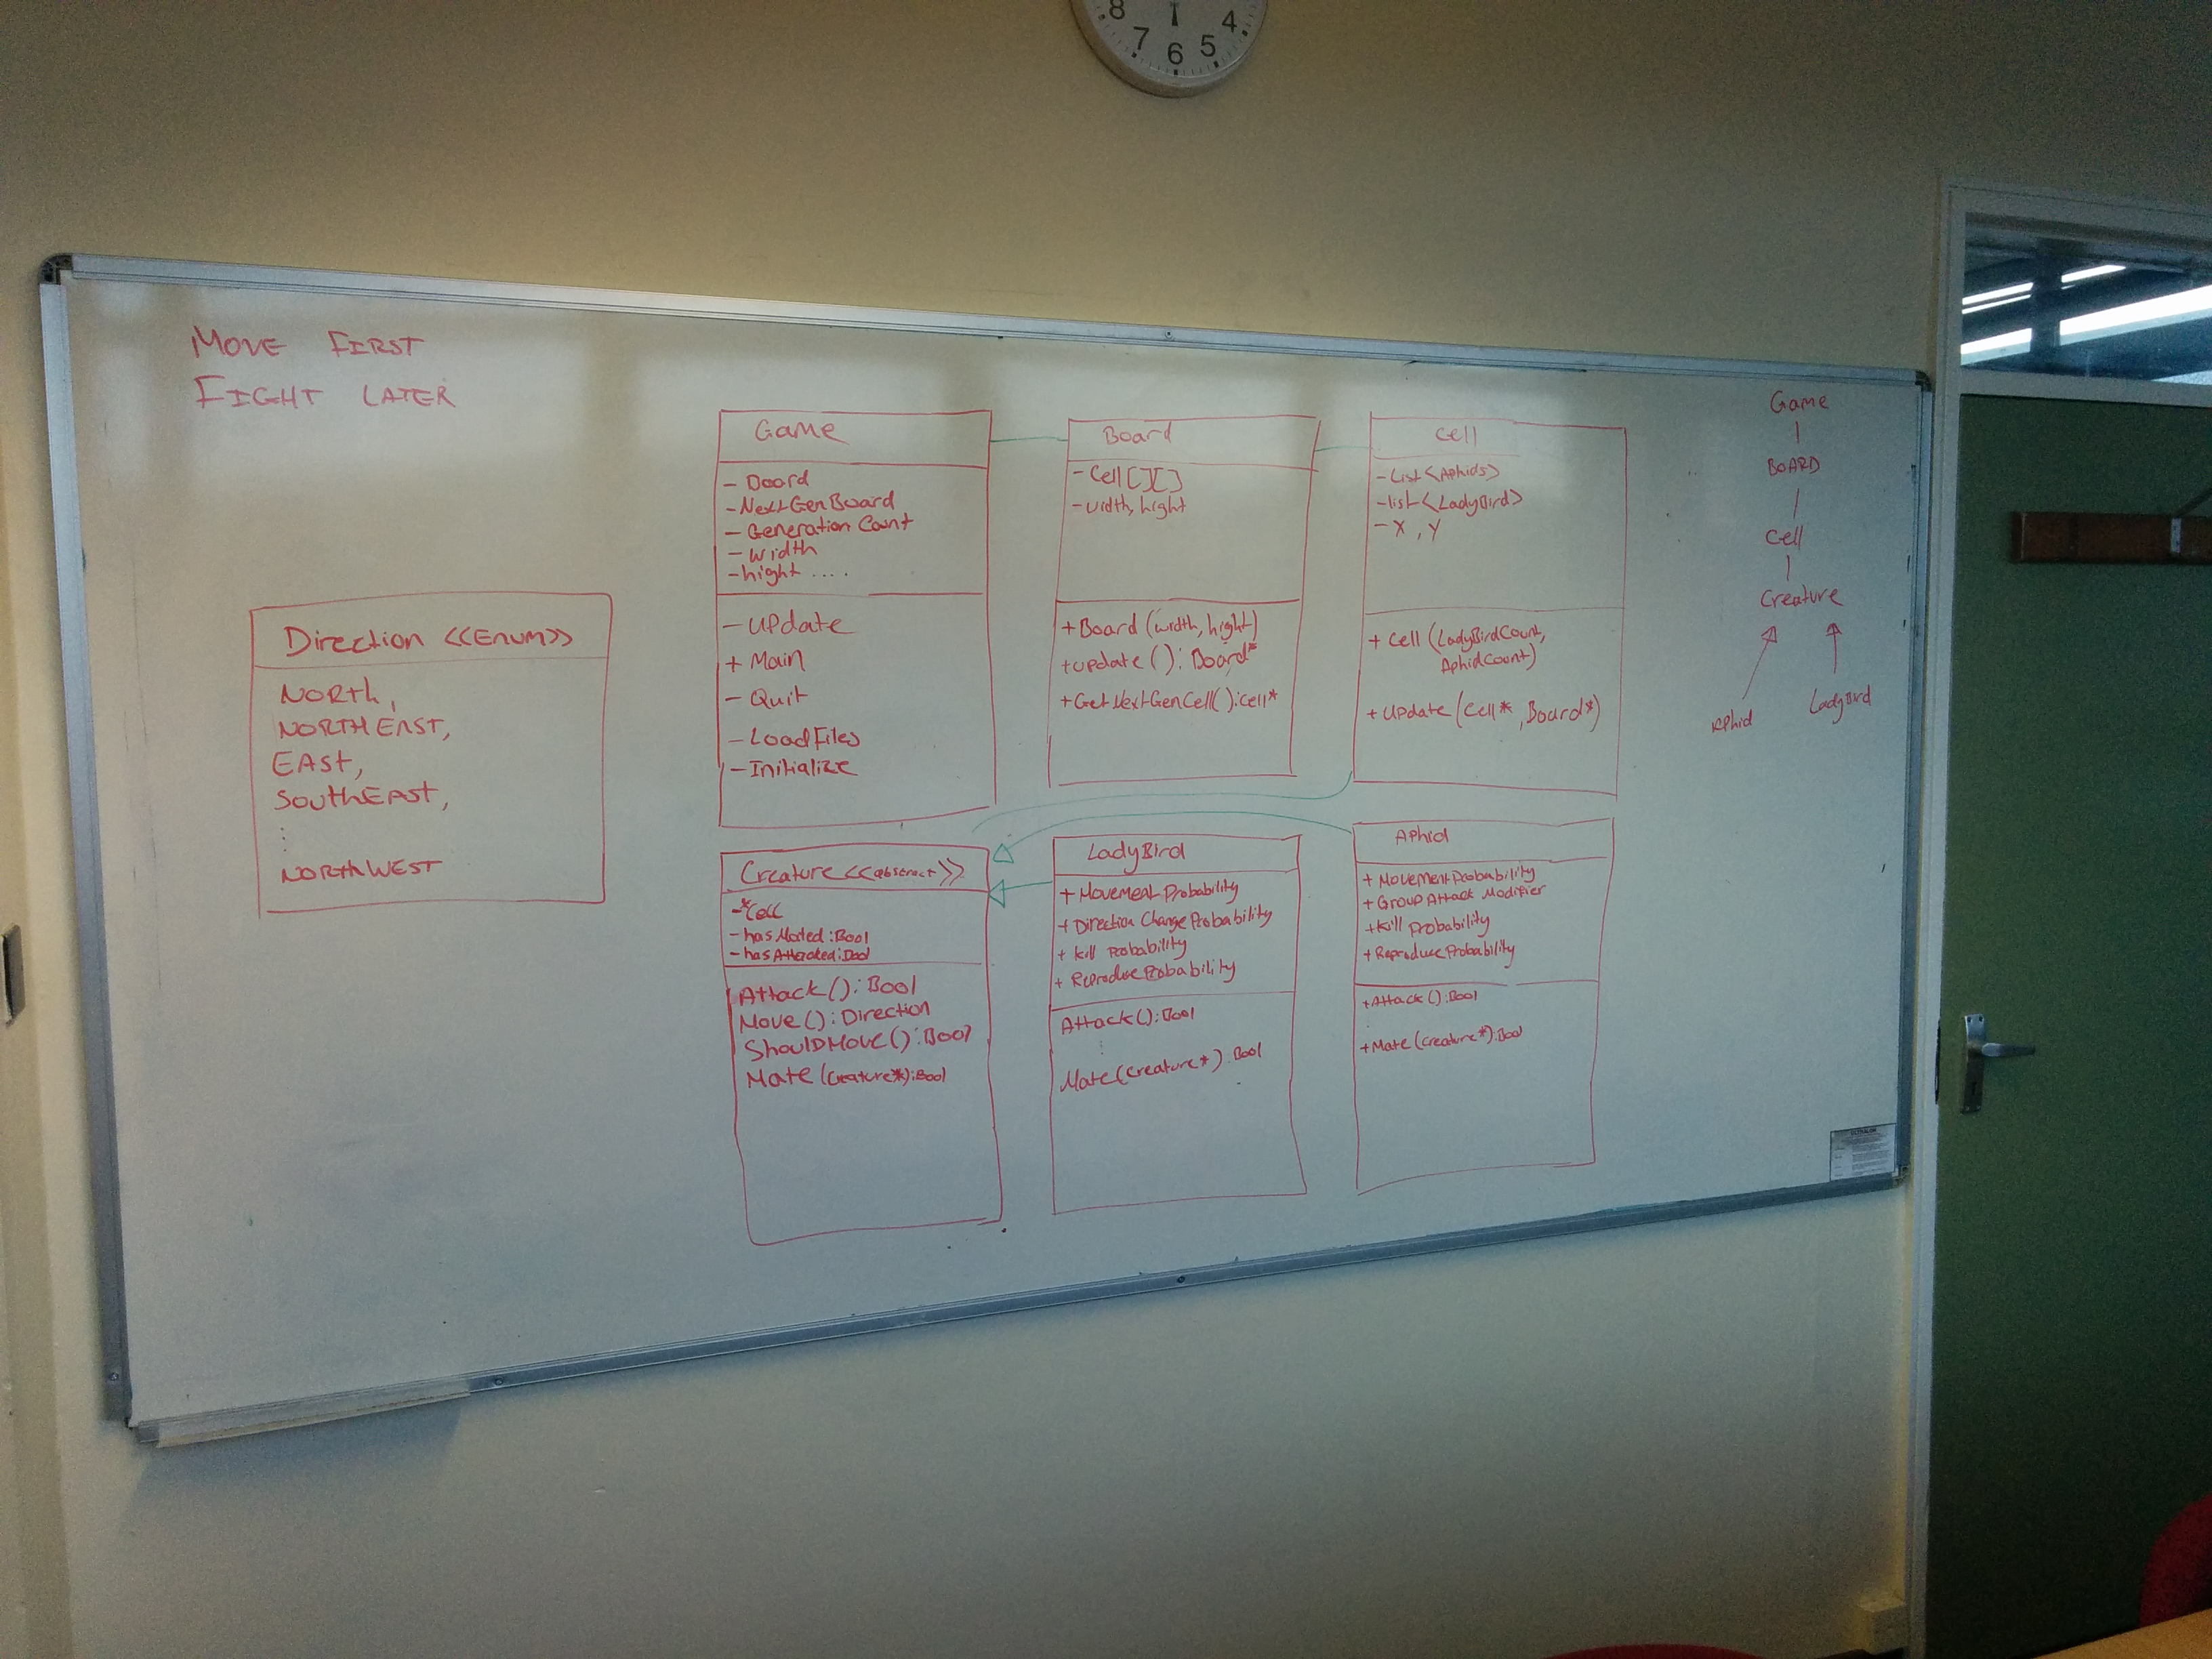 8
7
6
5
4
MOVE FIRST
FIGHT LATER
Direction <<Enum>>
NORTh,
NORTHEAST,
EAST,
SouthEAST,
⋮
NORThWEST
Game
- Board
- NextGenBoard
- Generation Count
- width
- hight ....
- UPdate
+ Main
- Quit
- LoadFiles
- Initialize
Board
- Cell[][]
- width, hight
+ Board (width, hight)
+ update (): Board*
+ GetNextGenCell(): cell*
cell
- List<Aphids>
- list<LadyBird>
- X, Y
+ cell (LadyBirdCount,
AphidCount)
+ UPdate (cell*, Board*)
Creature <<abstract>>
- *Cell
- hasMated: Bool
- hasAttacked: Bool
Attack(): Bool
Move(): Direction
ShoulDMove(): Bool
Mate (Creature*): Bool
LadyBird
+ Movement Probability
+ Direction Change Probability
+ kill Probability
+ Reproduce Probability
Attack(): Bool
⋮
Mate(Creature*): Bool
Aphid
+ Movement Probability
+ Group Attack Modifier
+ Kill Probability
+ Reproduce Probability
+ Attack(): Bool
⋮
+ Mate (creature*): Bool
Game
BOARD
Cell
Creature
Aphid
LadyBird